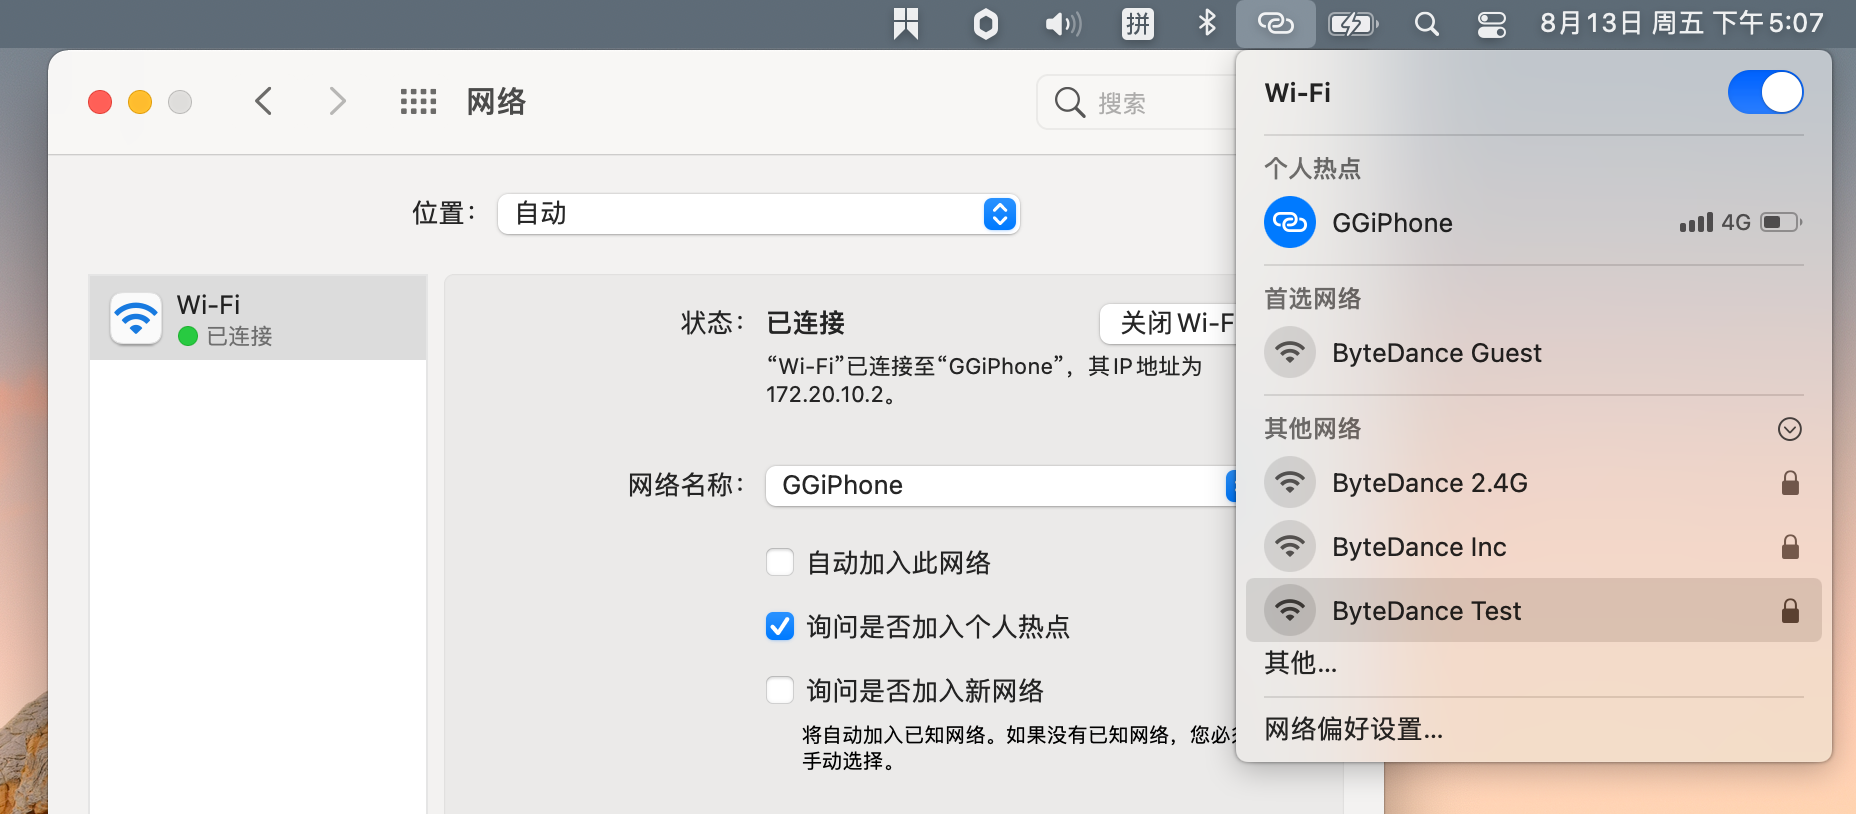 拼
8月13日 周五 下午5:07
网络
搜索
位置：
自动
Wi-Fi
已连接
状态：
已连接
关闭 Wi-F
“Wi-Fi”已连接至“GGiPhone”，其 IP 地址为
172.20.10.2。
网络名称：
GGiPhone
自动加入此网络
询问是否加入个人热点
询问是否加入新网络
将自动加入已知网络。如果没有已知网络，您必
手动选择。
Wi-Fi
个人热点
GGiPhone
4G
首选网络
ByteDance Guest
其他网络
ByteDance 2.4G
ByteDance Inc
ByteDance Test
其他...
网络偏好设置...